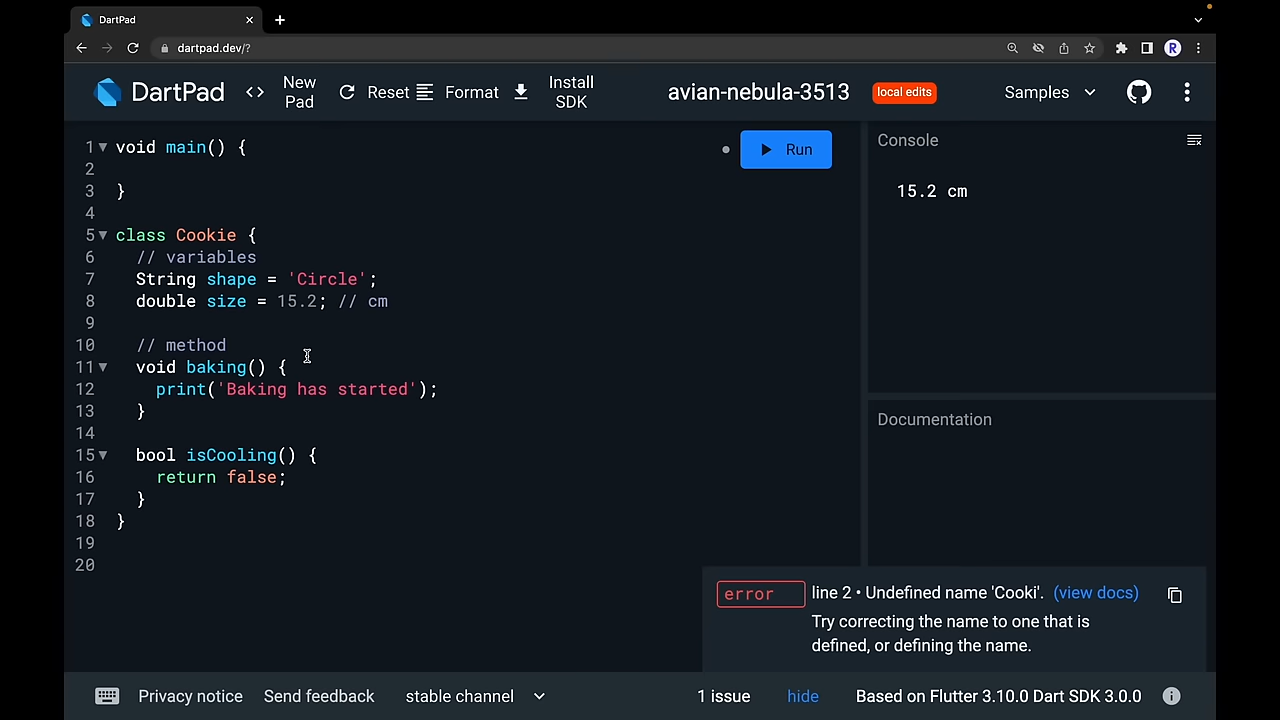 DartPad
dartpad.dev/?
R
DartPad
<>
New Pad
Reset
Format
Install SDK
avian-nebula-3513
local edits
Samples
1 void main() {
2
3 }
4
5 class Cookie {
6 // variables
7 String shape = 'Circle';
8 double size = 15.2; // cm
9
10 // method
11 void baking() {
12 print('Baking has started');
13 }
14
15 bool isCooling() {
16 return false;
17 }
18 }
19
20
Run
Console
15.2 cm
Documentation
error
line 2 • Undefined name 'Cooki'. (view docs)
Try correcting the name to one that is
defined, or defining the name.
Privacy notice
Send feedback
stable channel
1 issue
hide
Based on Flutter 3.10.0 Dart SDK 3.0.0